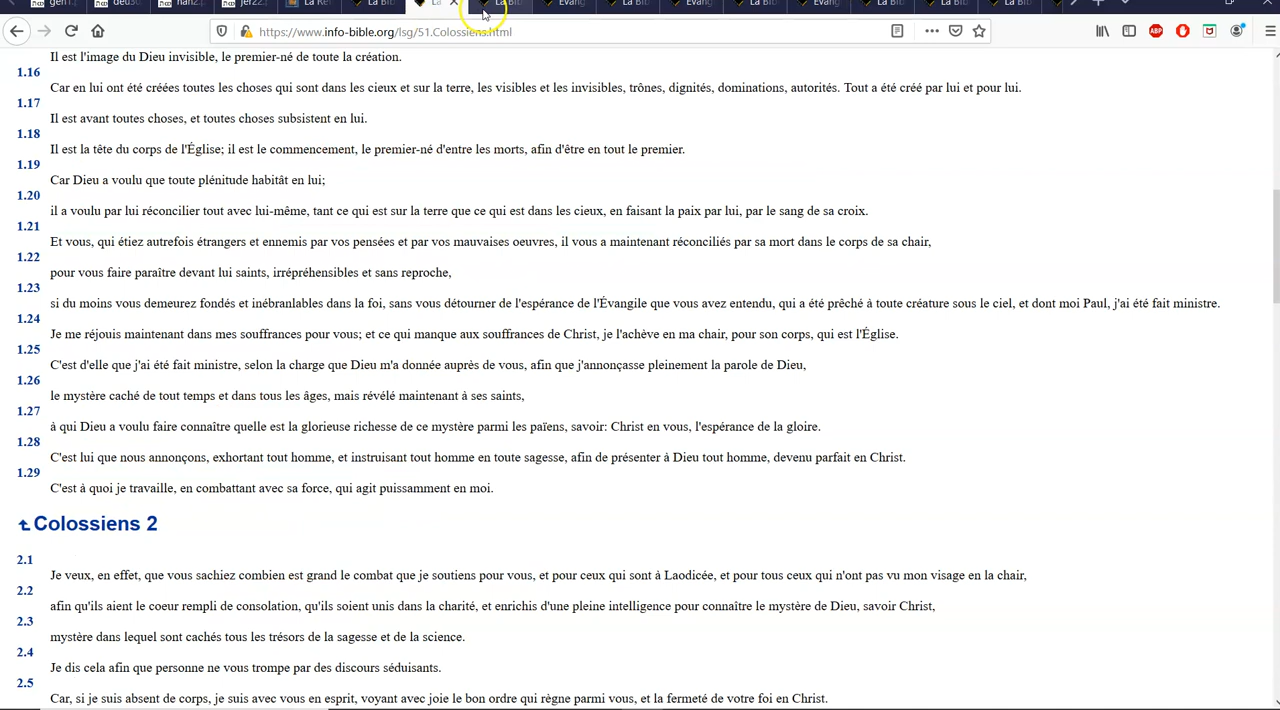 gen1.
deu30
nah2.
jer22.
La Ré
La Bib
La
La Bib
Evang
La Bib
Evang
La Bib
Evang
La Bib
La Bib
La Bib
https://www.info-bible.org/lsg/51.Colossiens.html
ABP
Il est l'image du Dieu invisible, le premier-né de toute la création.
1.16
Car en lui ont été créées toutes les choses qui sont dans les cieux et sur la terre, les visibles et les invisibles, trônes, dignités, dominations, autorités. Tout a été créé par lui et pour lui.
1.17
Il est avant toutes choses, et toutes choses subsistent en lui.
1.18
Il est la tête du corps de l'Église; il est le commencement, le premier-né d'entre les morts, afin d'être en tout le premier.
1.19
Car Dieu a voulu que toute plénitude habitât en lui;
1.20
il a voulu par lui réconcilier tout avec lui-même, tant ce qui est sur la terre que ce qui est dans les cieux, en faisant la paix par lui, par le sang de sa croix.
1.21
Et vous, qui étiez autrefois étrangers et ennemis par vos pensées et par vos mauvaises oeuvres, il vous a maintenant réconciliés par sa mort dans le corps de sa chair,
1.22
pour vous faire paraître devant lui saints, irrépréhensibles et sans reproche,
1.23
si du moins vous demeurez fondés et inébranlables dans la foi, sans vous détourner de l'espérance de l'Évangile que vous avez entendu, qui a été prêché à toute créature sous le ciel, et dont moi Paul, j'ai été fait ministre.
1.24
Je me réjouis maintenant dans mes souffrances pour vous; et ce qui manque aux souffrances de Christ, je l'achève en ma chair, pour son corps, qui est l'Église.
1.25
C'est d'elle que j'ai été fait ministre, selon la charge que Dieu m'a donnée auprès de vous, afin que j'annonçasse pleinement la parole de Dieu,
1.26
le mystère caché de tout temps et dans tous les âges, mais révélé maintenant à ses saints,
1.27
à qui Dieu a voulu faire connaître quelle est la glorieuse richesse de ce mystère parmi les païens, savoir: Christ en vous, l'espérance de la gloire.
1.28
C'est lui que nous annonçons, exhortant tout homme, et instruisant tout homme en toute sagesse, afin de présenter à Dieu tout homme, devenu parfait en Christ.
1.29
C'est à quoi je travaille, en combattant avec sa force, qui agit puissamment en moi.
Colossiens 2
2.1
Je veux, en effet, que vous sachiez combien est grand le combat que je soutiens pour vous, et pour ceux qui sont à Laodicée, et pour tous ceux qui n'ont pas vu mon visage en la chair,
2.2
afin qu'ils aient le coeur rempli de consolation, qu'ils soient unis dans la charité, et enrichis d'une pleine intelligence pour connaître le mystère de Dieu, savoir Christ,
2.3
mystère dans lequel sont cachés tous les trésors de la sagesse et de la science.
2.4
Je dis cela afin que personne ne vous trompe par des discours séduisants.
2.5
Car, si je suis absent de corps, je suis avec vous en esprit, voyant avec joie le bon ordre qui règne parmi vous, et la fermeté de votre foi en Christ.